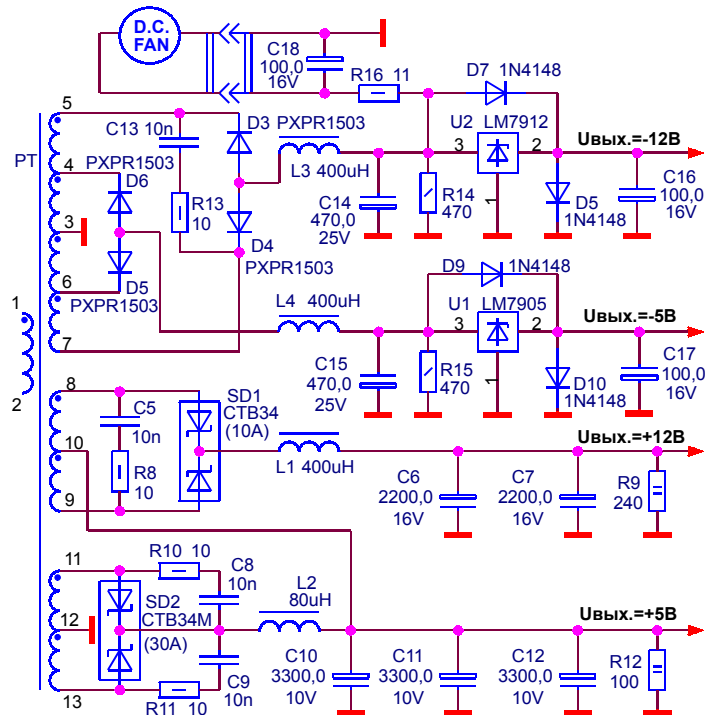 D.C.
FAN
C18
100,0
16V
R16 11
D7 1N4148
5
C13 10n
D3 PXPR1503
U2 LM7912
Uвых.=-12В
PT
4
PXPR1503
D6
L3 400uH
3
2
R13
10
C14
470,0
25V
R14
470
1
D5
1N4148
C16
100,0
16V
3
D4
PXPR1503
D5
PXPR1503
6
D9 1N4148
1
L4 400uH
U1 LM7905
Uвых.=-5В
7
3
2
C15
470,0
25V
R15
470
1
D10
1N4148
C17
100,0
16V
2
8
C5
10n
SD1
CTB34
(10A)
Uвых.=+12В
10
R8
10
L1 400uH
C6
2200,0
16V
C7
2200,0
16V
R9
240
9
11
R10 10
C8
10n
L2
80uH
SD2
CTB34M
(30A)
Uвых.=+5В
12
C9
10n
C10
3300,0
10V
C11
3300,0
10V
C12
3300,0
10V
R12
100
13
R11 10